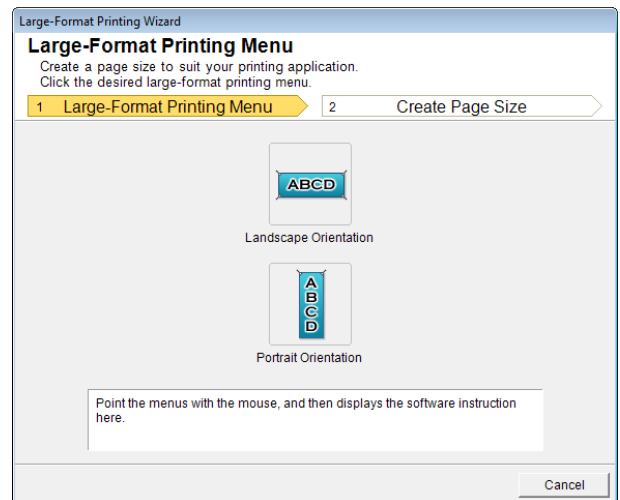 Large-Format Printing Wizard
Large-Format Printing Menu
Create a page size to suit your printing application.
Click the desired large-format printing menu.
1 Large-Format Printing Menu 2 Create Page Size
ABCD
Landscape Orientation
A
B
C
D
Portrait Orientation
Point the menus with the mouse, and then displays the software instruction
here.
Cancel